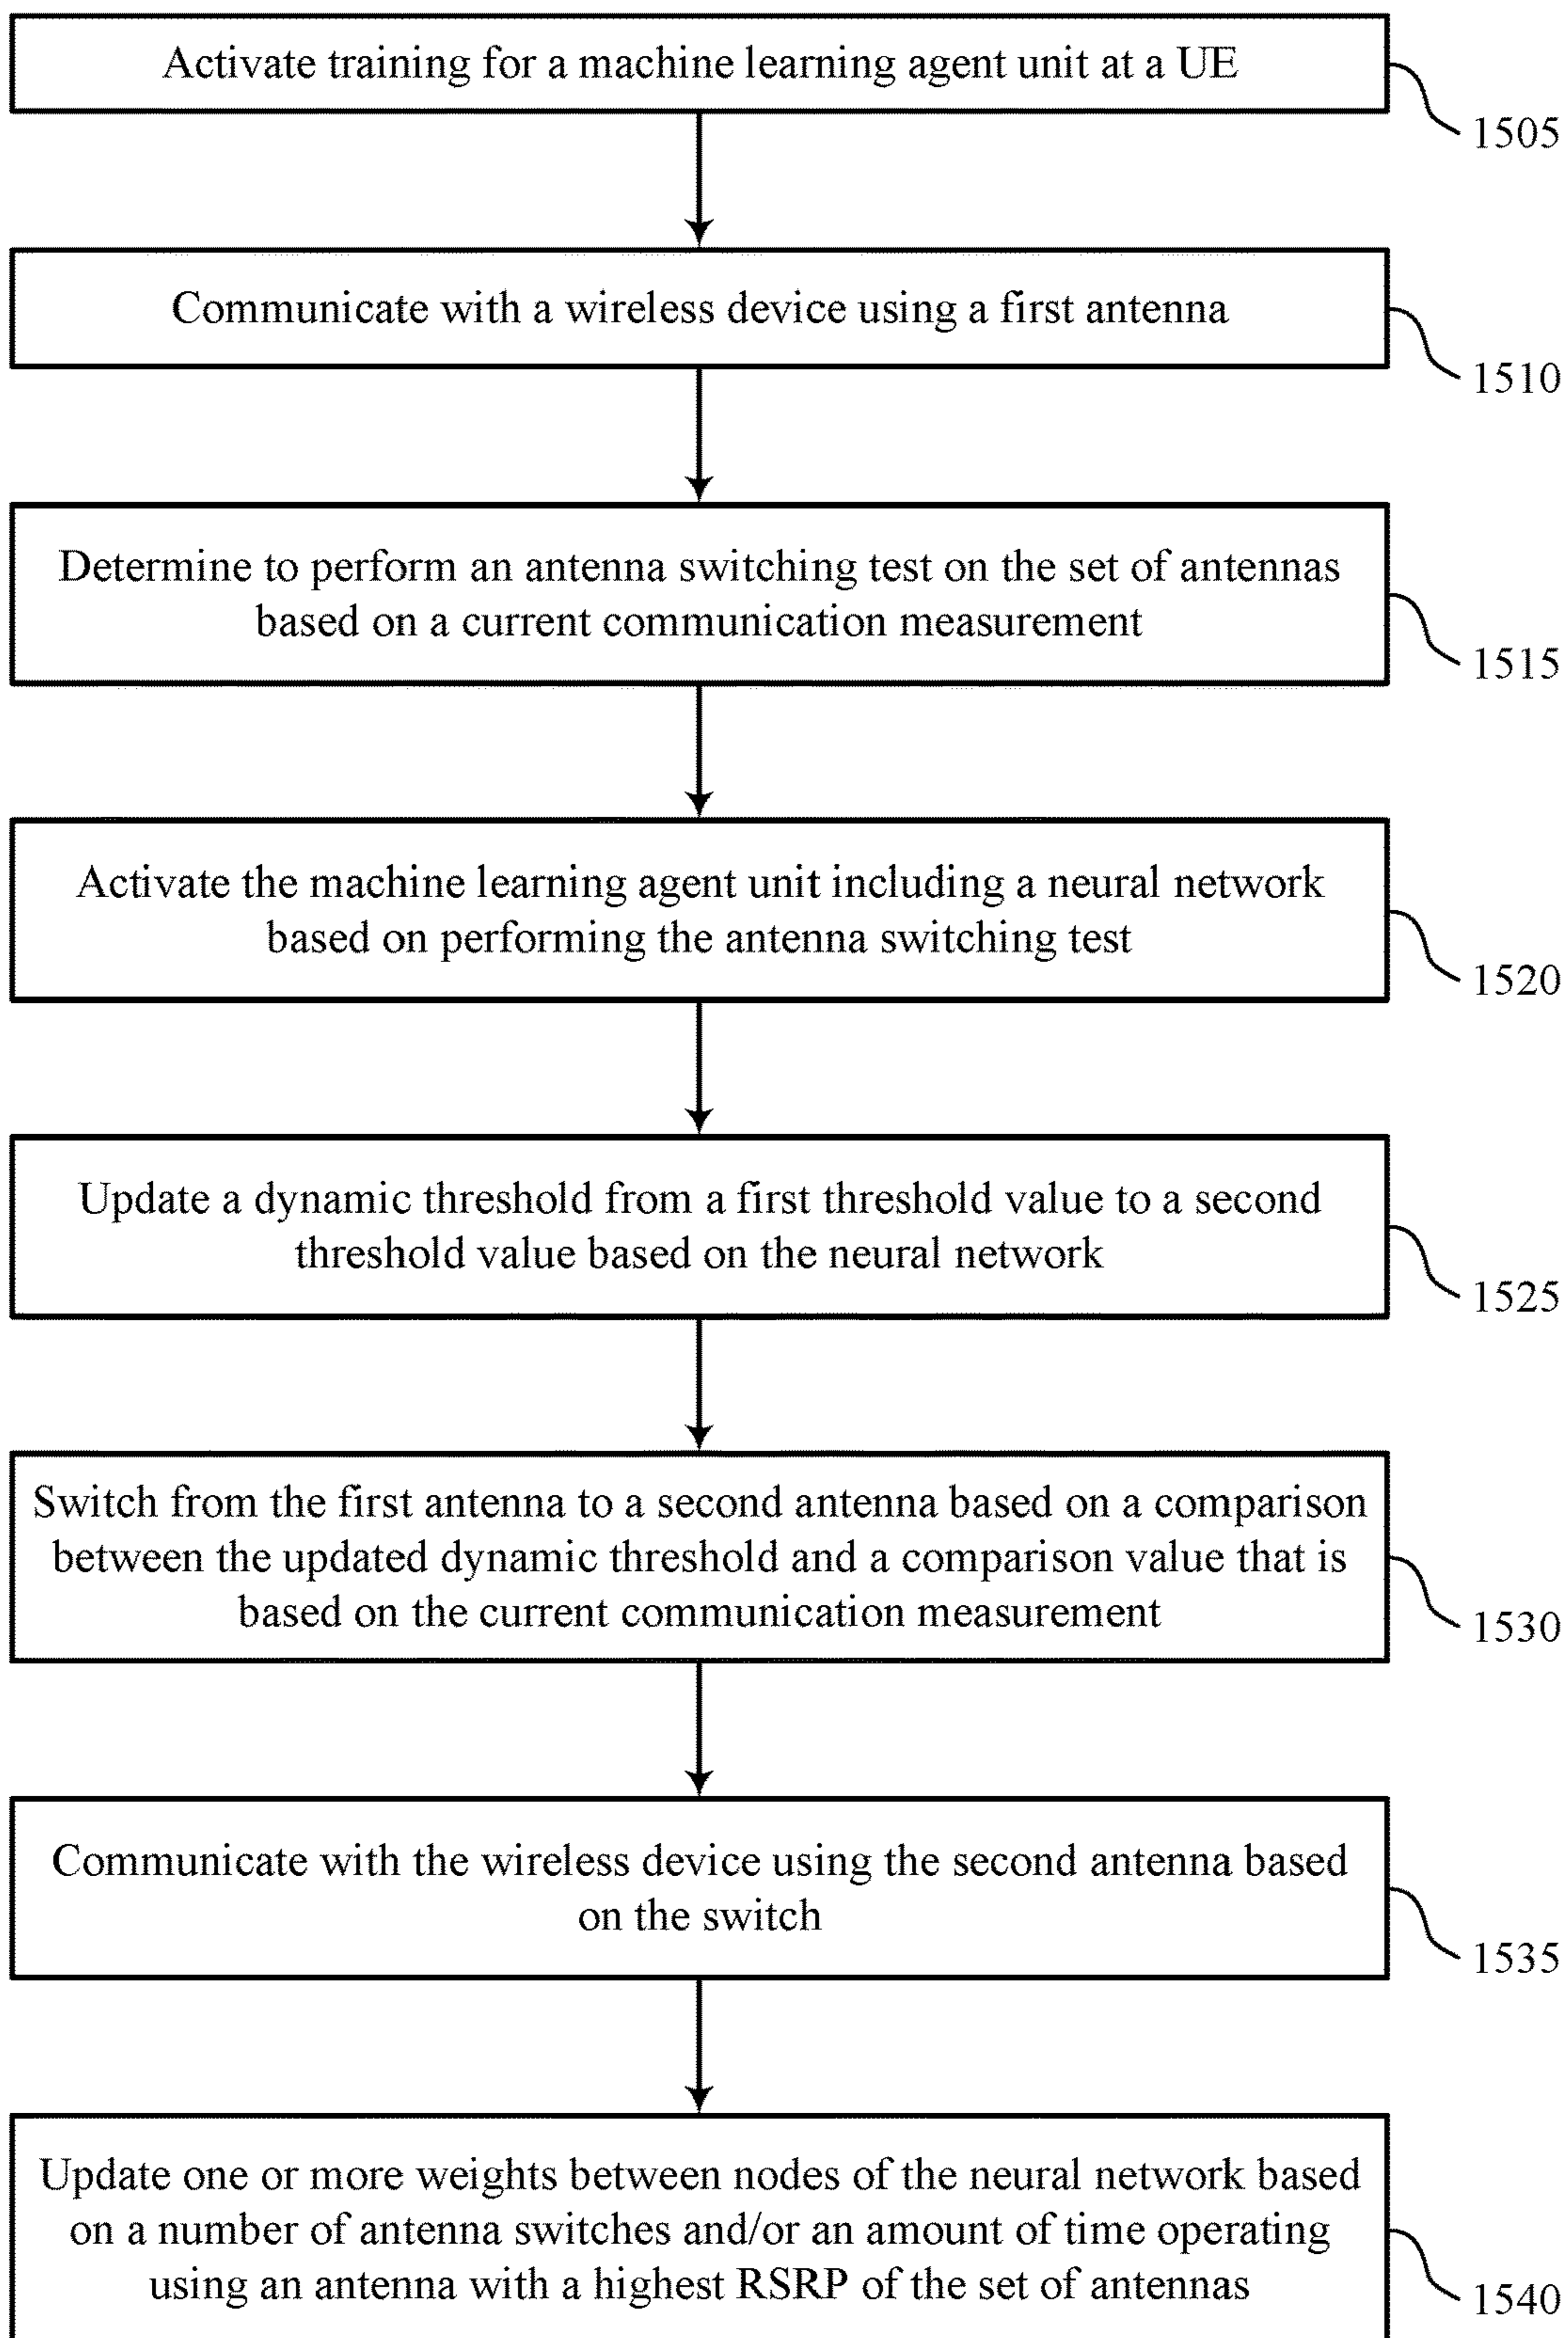 Activate training for a machine learning agent unit at a UE
1505
Communicate with a wireless device using a first antenna
1510
Determine to perform an antenna switching test on the set of antennas
based on a current communication measurement
1515
Activate the machine learning agent unit including a neural network
based on performing the antenna switching test
1520
Update a dynamic threshold from a first threshold value to a second
threshold value based on the neural network
1525
Switch from the first antenna to a second antenna based on a comparison
between the updated dynamic threshold and a comparison value that is
based on the current communication measurement
1530
Communicate with the wireless device using the second antenna based
on the switch
1535
Update one or more weights between nodes of the neural network based
on a number of antenna switches and/or an amount of time operating
using an antenna with a highest RSRP of the set of antennas
1540